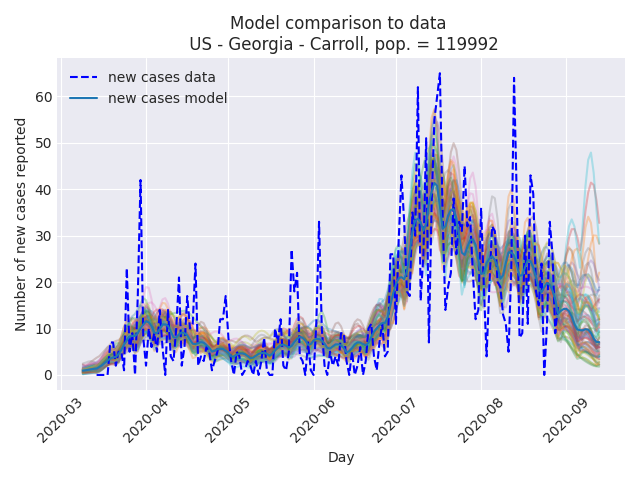 Model comparison to data
US - Georgia - Carroll, pop. = 119992
new cases data
new cases model
Number of new cases reported
60
50
40
30
20
10
0
2020-03
2020-04
2020-05
2020-06
2020-07
2020-08
2020-09
Day